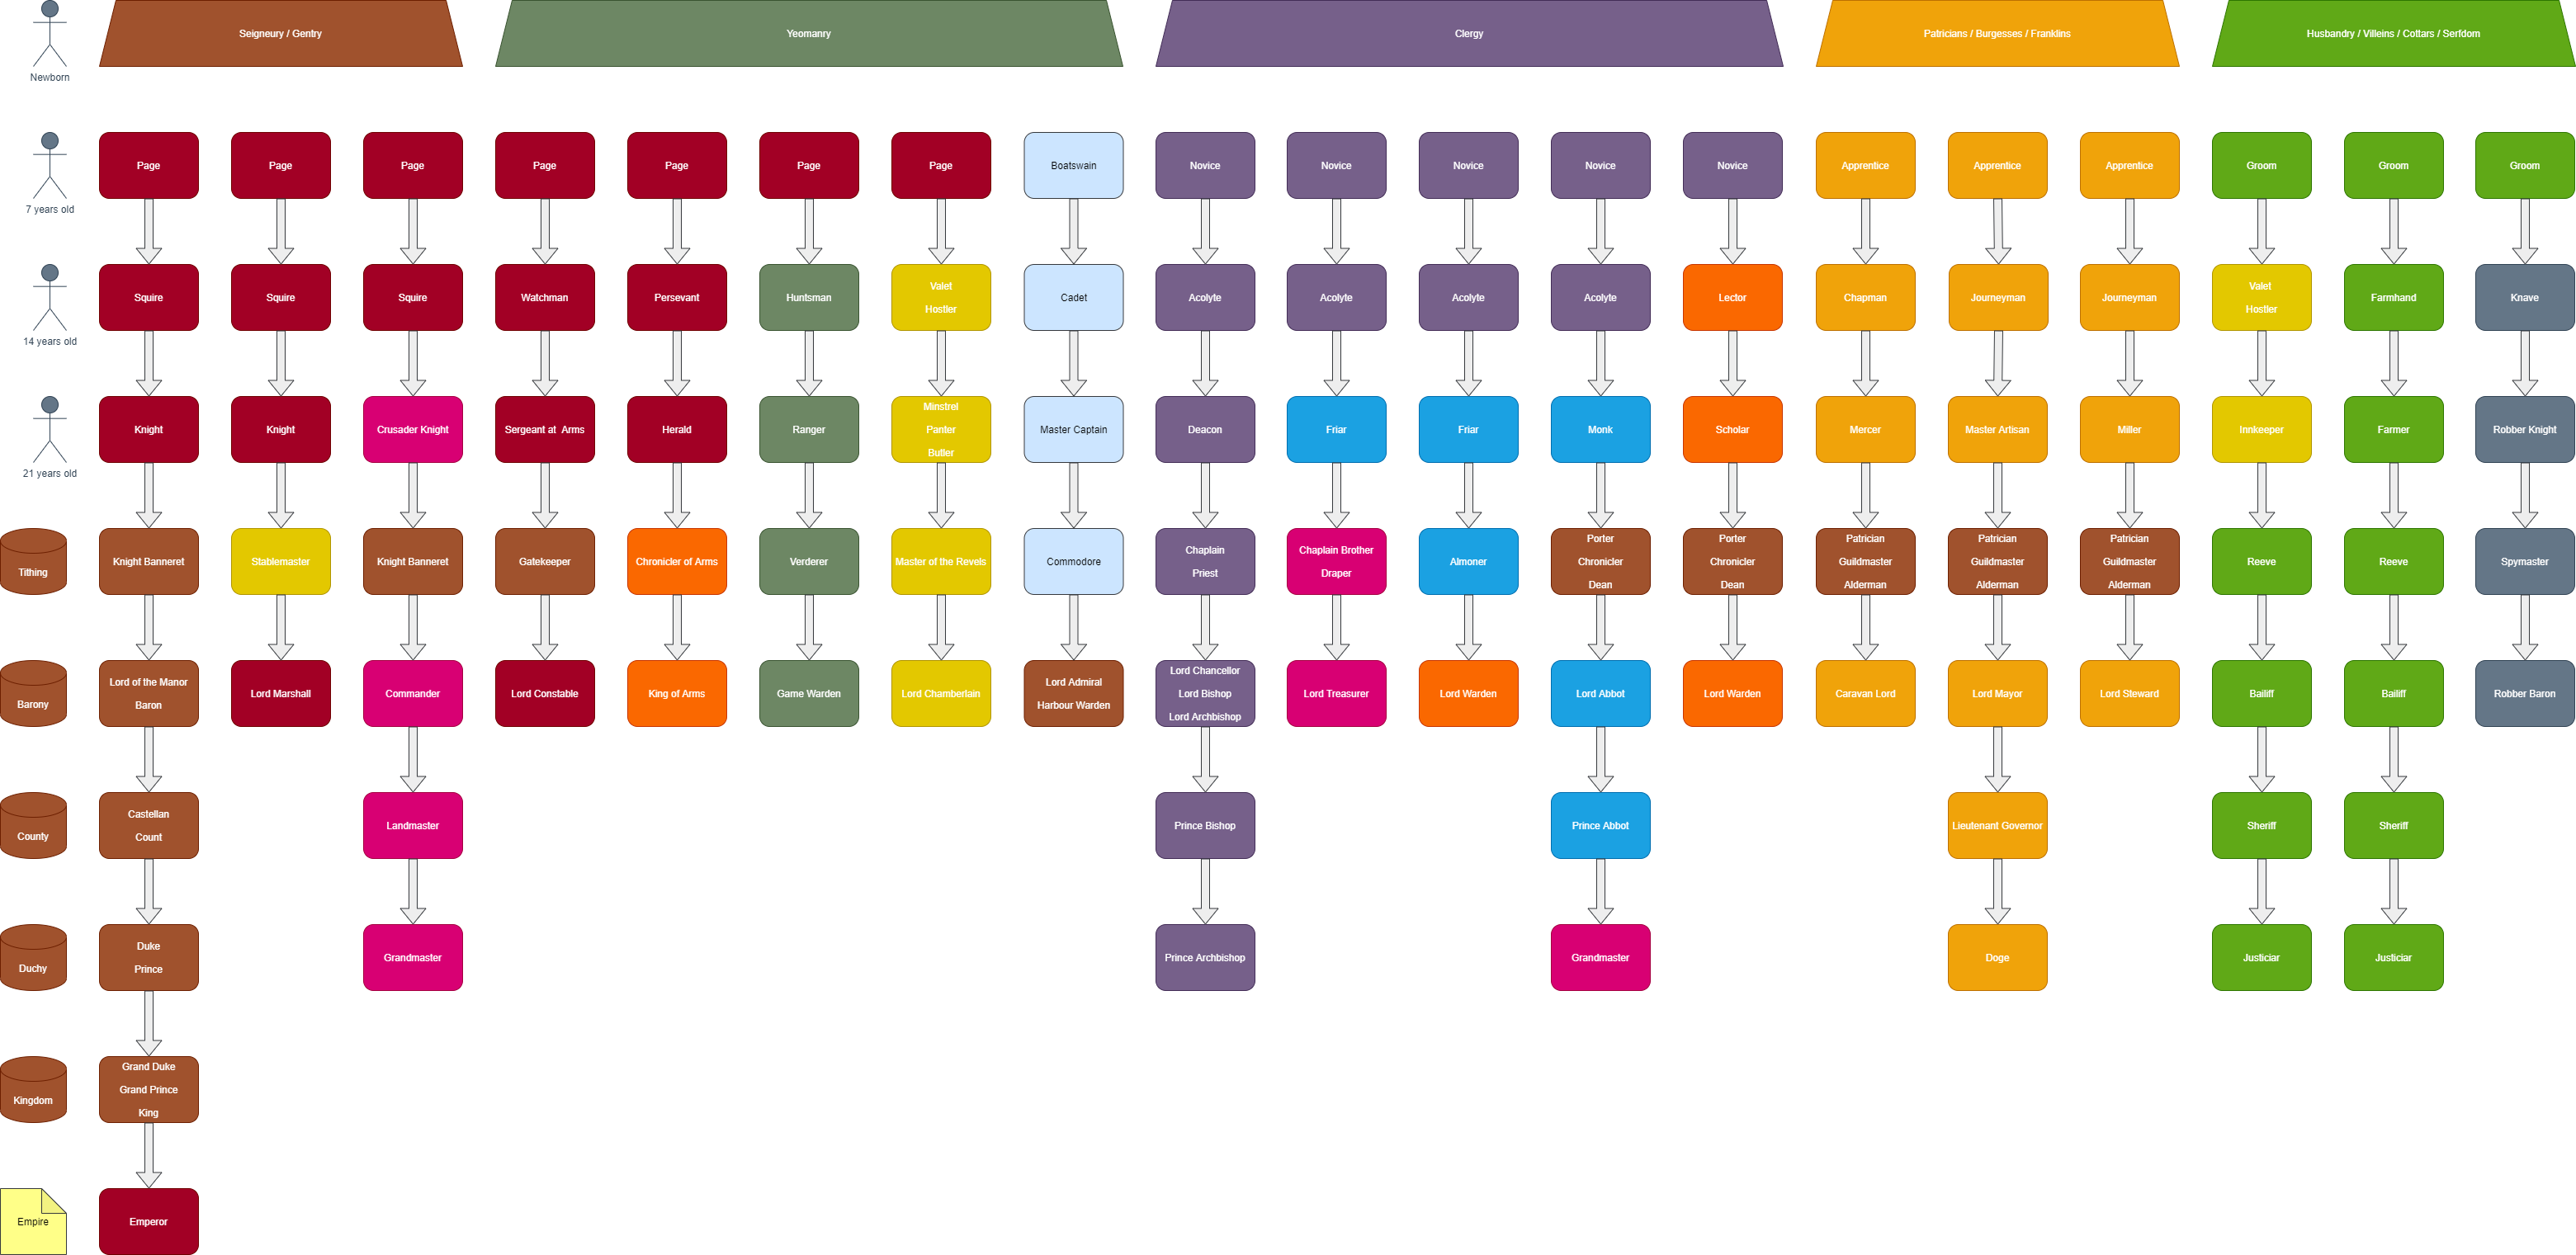 Seigneury / Gentry
Yeomanry
Clergy
Patricians / Burgesses / Franklins
Husbandry / Villeins / Cottars / Serfdom
Newborn
Page
Page
Page
Page
Page
Page
Page
Boatswain
Novice
Novice
Novice
Novice
Novice
Apprentice
Apprentice
Apprentice
Groom
Groom
Groom
7 years old
Squire
Squire
Squire
Watchman
Persevant
Huntsman
Valet
Hostler
Cadet
Acolyte
Acolyte
Acolyte
Acolyte
Lector
Chapman
Journeyman
Journeyman
Valet
Hostler
Farmhand
Knave
14 years old
Knight
Knight
Crusader Knight
Sergeant at  Arms
Herald
Ranger
Minstrel
Panter
Butler
Master Captain
Deacon
Friar
Friar
Monk
Scholar
Mercer
Master Artisan
Miller
Innkeeper
Farmer
Robber Knight
21 years old
Tithing
Knight Banneret
Stablemaster
Knight Banneret
Gatekeeper
Chronicler of Arms
Verderer
Master of the Revels
Commodore
Chaplain
Priest
Chaplain Brother
Draper
Almoner
Porter
Chronicler
Dean
Porter
Chronicler
Dean
Patrician
Guildmaster
Alderman
Patrician
Guildmaster
Alderman
Patrician
Guildmaster
Alderman
Reeve
Reeve
Spymaster
Barony
Lord of the Manor
Baron
Lord Marshall
Commander
Lord Constable
King of Arms
Game Warden
Lord Chamberlain
Lord Admiral
Harbour Warden
Lord Chancellor
Lord Bishop
Lord Archbishop
Lord Treasurer
Lord Warden
Lord Abbot
Lord Warden
Caravan Lord
Lord Mayor
Lord Steward
Bailiff
Bailiff
Robber Baron
County
Castellan
Count
Landmaster
Prince Bishop
Prince Abbot
Lieutenant Governor
Sheriff
Sheriff
Duchy
Duke
Prince
Grandmaster
Prince Archbishop
Grandmaster
Doge
Justiciar
Justiciar
Kingdom
Grand Duke
Grand Prince
King
Empire
Emperor